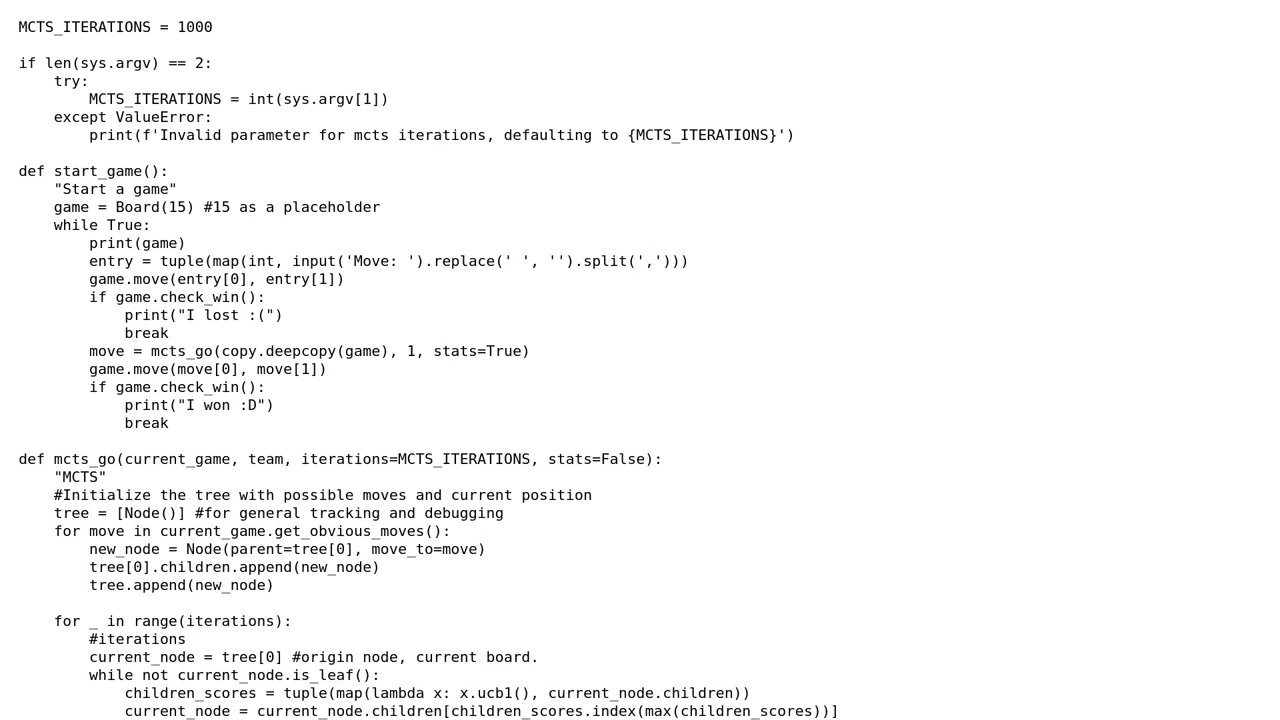 MCTS_ITERATIONS = 1000

if len(sys.argv) == 2:
    try:
        MCTS_ITERATIONS = int(sys.argv[1])
    except ValueError:
        print(f'Invalid parameter for mcts iterations, defaulting to {MCTS_ITERATIONS}')

def start_game():
    "Start a game"
    game = Board(15) #15 as a placeholder
    while True:
        print(game)
        entry = tuple(map(int, input('Move: ').replace(' ', '').split(',')))
        game.move(entry[0], entry[1])
        if game.check_win():
            print("I lost :(")
            break
        move = mcts_go(copy.deepcopy(game), 1, stats=True)
        game.move(move[0], move[1])
        if game.check_win():
            print("I won :D")
            break

def mcts_go(current_game, team, iterations=MCTS_ITERATIONS, stats=False):
    "MCTS"
    #Initialize the tree with possible moves and current position
    tree = [Node()] #for general tracking and debugging
    for move in current_game.get_obvious_moves():
        new_node = Node(parent=tree[0], move_to=move)
        tree[0].children.append(new_node)
        tree.append(new_node)

    for _ in range(iterations):
        #iterations
        current_node = tree[0] #origin node, current board.
        while not current_node.is_leaf():
            children_scores = tuple(map(lambda x: x.ucb1(), current_node.children))
            current_node = current_node.children[children_scores.index(max(children_scores))]